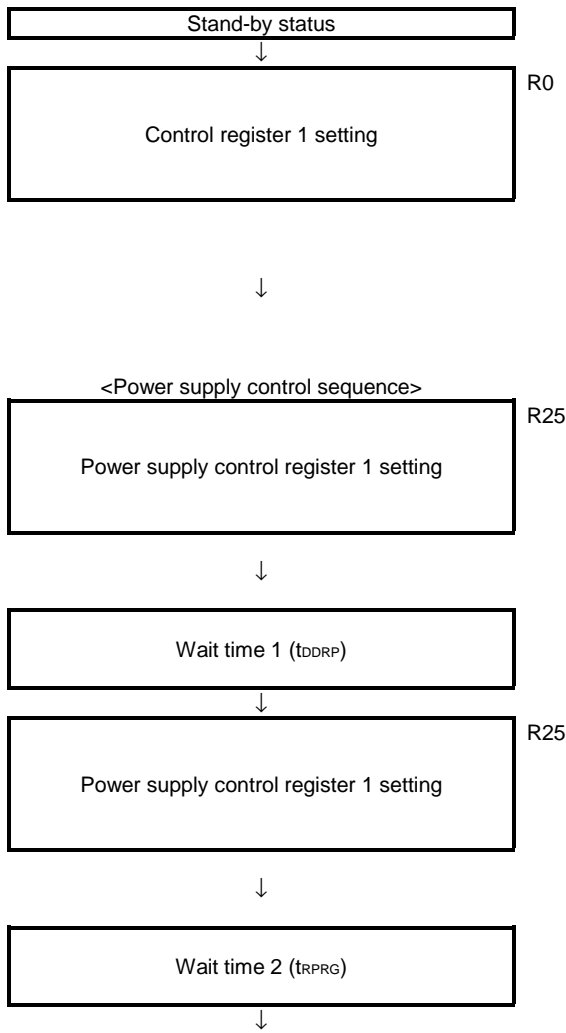 Stand-by status
↓
R0
Control register 1 setting
↓
<Power supply control sequence>
R25
Power supply control register 1 setting
↓
Wait time 1 (tDDRP)
↓
R25
Power supply control register 1 setting
↓
Wait time 2 (tRPRG)
↓